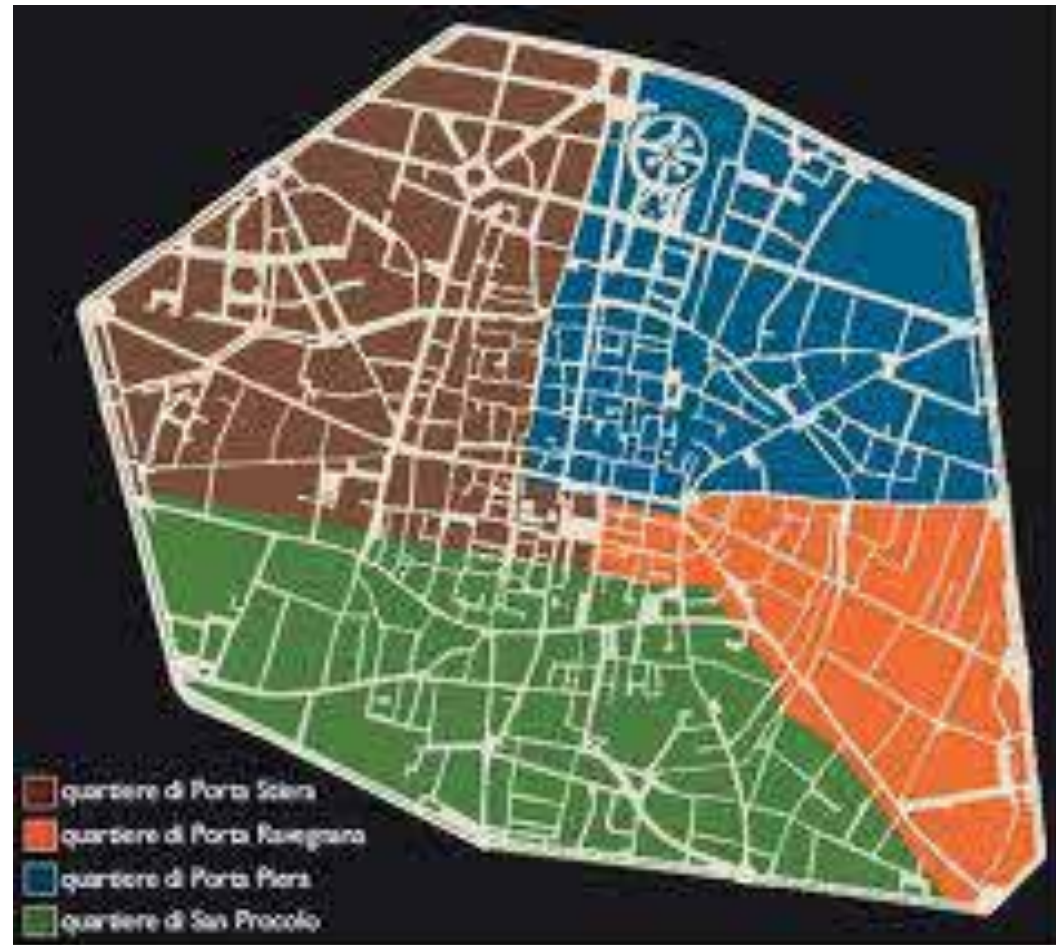 quartiere di Porta Stiera
quartiere di Porta Ravegnana
quartiere di Porta Piera
quartiere di San Procolo